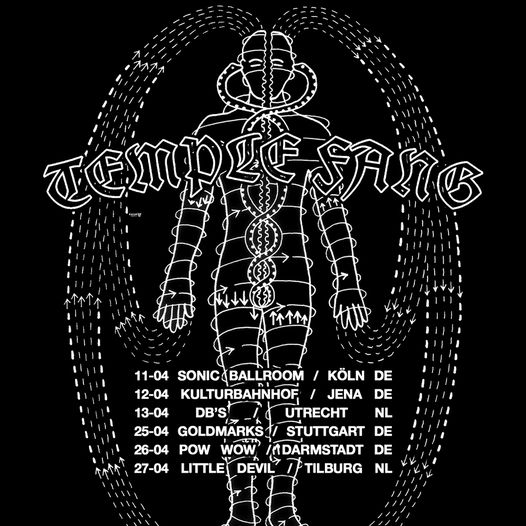 TEMPLE FANG
11-04 SONIC BALLROOM / KÖLN DE
12-04 KULTURBAHNHOF / JENA DE
13-04 DB'S / UTRECHT NL
25-04 GOLDMARKS / STUTTGART DE
26-04 POW WOW / DARMSTADT DE
27-04 LITTLE DEVIL / TILBURG NL